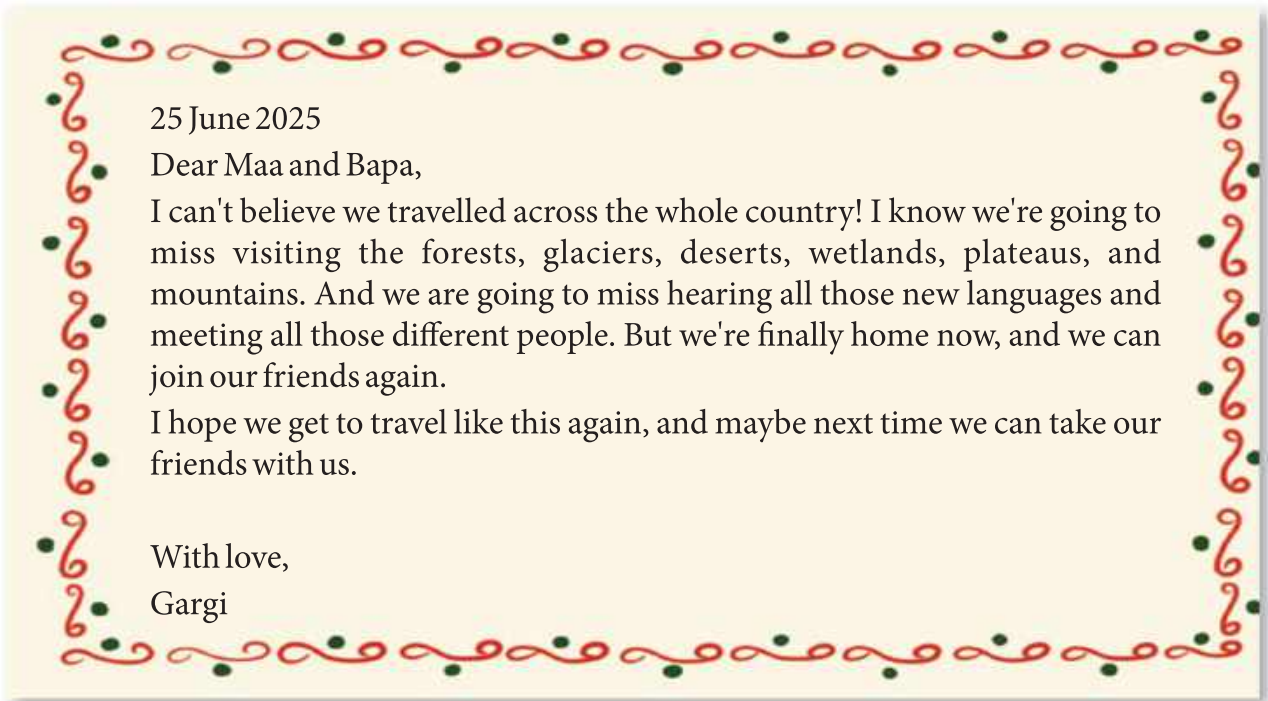 25 June 2025
Dear Maa and Bapa,
I can't believe we travelled across the whole country! I know we're going to
miss visiting the forests, glaciers, deserts, wetlands, plateaus, and
mountains. And we are going to miss hearing all those new languages and
meeting all those different people. But we're finally home now, and we can
join our friends again.
I hope we get to travel like this again, and maybe next time we can take our
friends with us.
With love,
Gargi